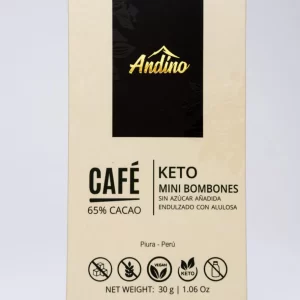 Andino
CAFÉ
65% CACAO
KETO
MINI BOMBONES
SIN AZÚCAR AÑADIDA
ENDULZADO CON ALULOSA
Piura - Perú
VEGAN
KETO
NET WEIGHT: 30 g | 1.06 Oz